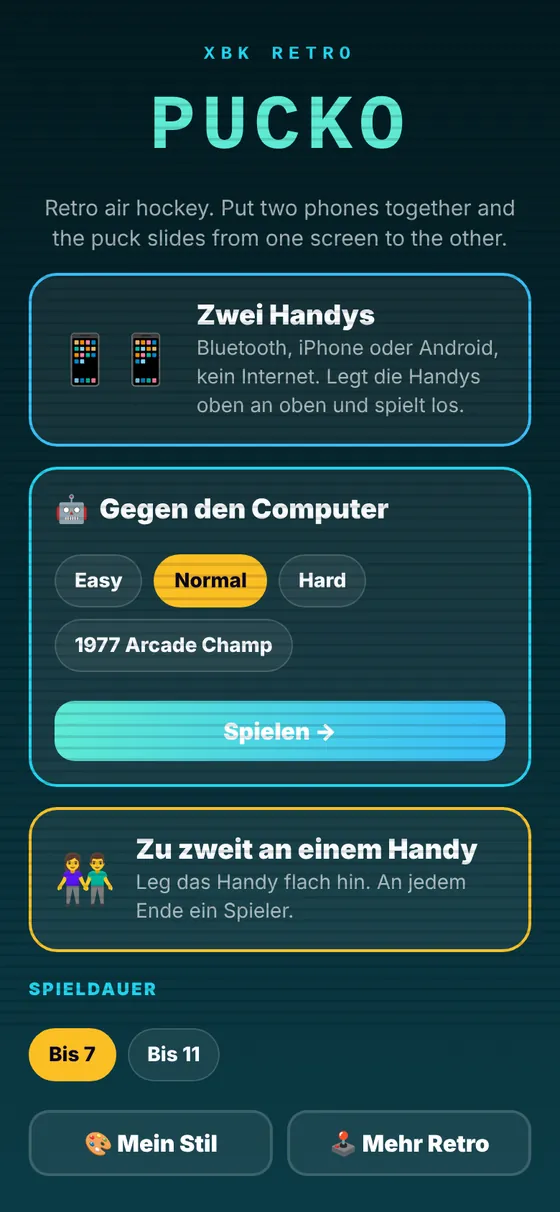 XBK RETRO
PUCKO
Retro air hockey. Put two phones together and
the puck slides from one screen to the other.
Zwei Handys
Bluetooth, iPhone oder Android,
kein Internet. Legt die Handys
oben an oben und spielt los.
Gegen den Computer
Easy
Normal
Hard
1977 Arcade Champ
Spielen →
Zu zweit an einem Handy
Leg das Handy flach hin. An jedem
Ende ein Spieler.
SPIELDAUER
Bis 7
Bis 11
Mein Stil
Mehr Retro